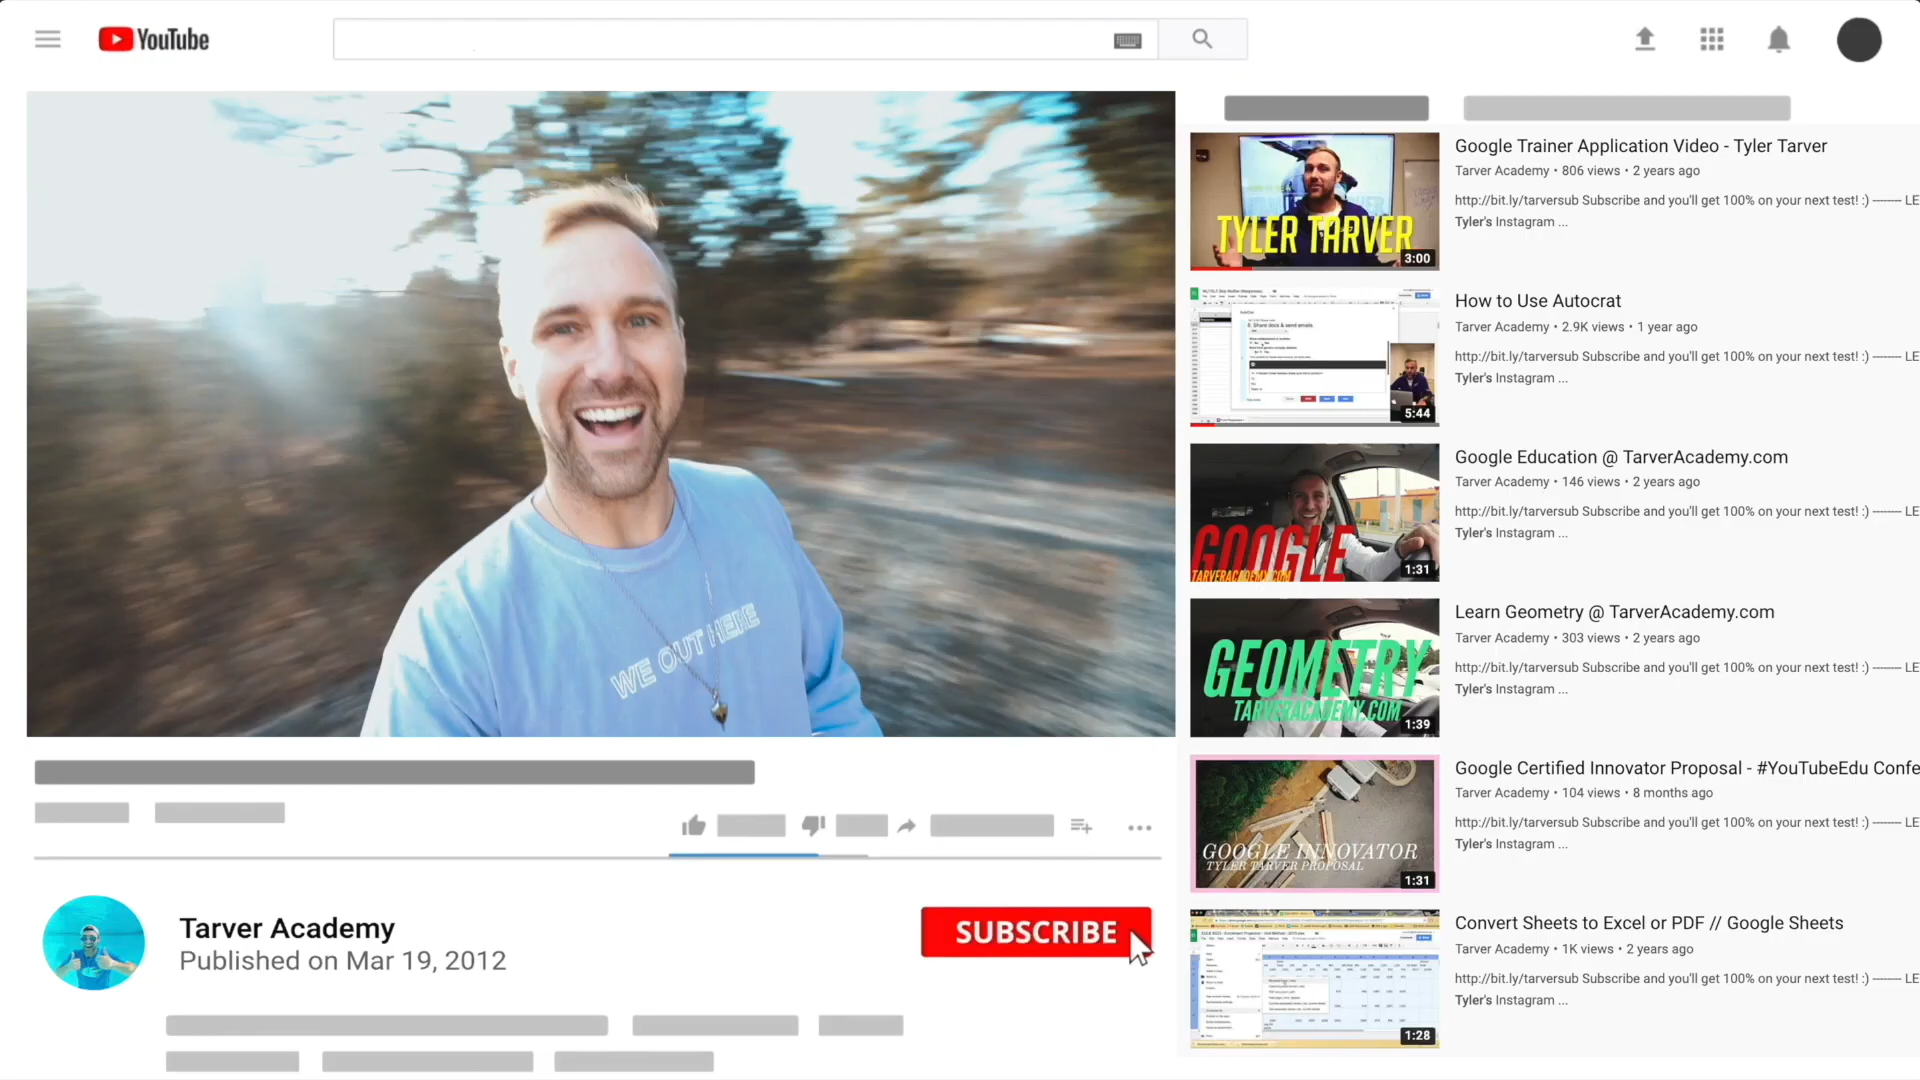 YouTube
WE OUT HERE
Tarver Academy
Published on Mar 19, 2012
SUBSCRIBE
TYLER TARVER
3:00
Google Trainer Application Video - Tyler Tarver
Tarver Academy • 806 views • 2 years ago
http://bit.ly/tarversub Subscribe and you'll get 100% on your next test! :) -------- LE
Tyler's Instagram ...
8. Share docs & send emails
5:44
How to Use Autocrat
Tarver Academy • 2.9K views • 1 year ago
http://bit.ly/tarversub Subscribe and you'll get 100% on your next test! :) -------- LE
Tyler's Instagram ...
GOOGLE
TARVERACADEMY.COM
1:31
Google Education @ TarverAcademy.com
Tarver Academy • 146 views • 2 years ago
http://bit.ly/tarversub Subscribe and you'll get 100% on your next test! :) -------- LE
Tyler's Instagram ...
GEOMETRY
TARVERACADEMY.COM
1:39
Learn Geometry @ TarverAcademy.com
Tarver Academy • 303 views • 2 years ago
http://bit.ly/tarversub Subscribe and you'll get 100% on your next test! :) -------- LE
Tyler's Instagram ...
GOOGLE INNOVATOR
TYLER TARVER PROPOSAL
1:31
Google Certified Innovator Proposal - #YouTubeEdu Confe
Tarver Academy • 104 views • 8 months ago
http://bit.ly/tarversub Subscribe and you'll get 100% on your next test! :) -------- LE
Tyler's Instagram ...
1:28
Convert Sheets to Excel or PDF // Google Sheets
Tarver Academy • 1K views • 2 years ago
http://bit.ly/tarversub Subscribe and you'll get 100% on your next test! :) -------- LE
Tyler's Instagram ...